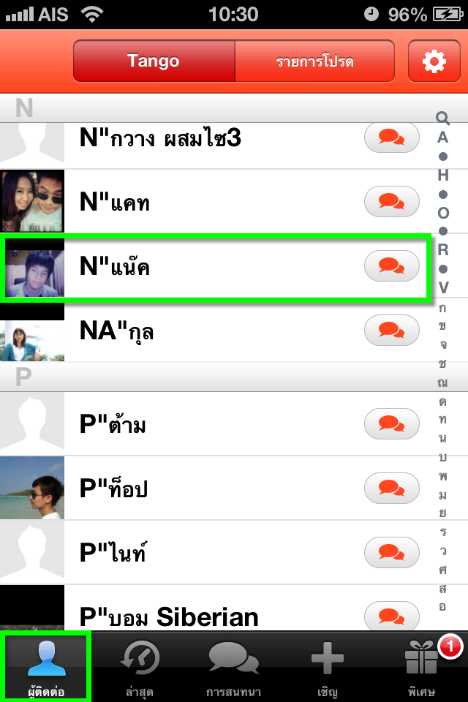 AIS 10:30 96%
Tango รายการโปรด
N
N"กวาง ผสมไซ3
N"แคท
N"แน๊ค
NA"กุล
P
P"ต้าม
P"ท็อป
P"ไนท์
P"บอม Siberian
A
H
O
R
V
ก
ข
จ
ช
ณ
ด
ท
น
บ
พ
ม
ย
ร
ว
ศ
ส
อ
1
ผู้ติดต่อ ล่าสุด การสนทนา เชิญ พิเศษ